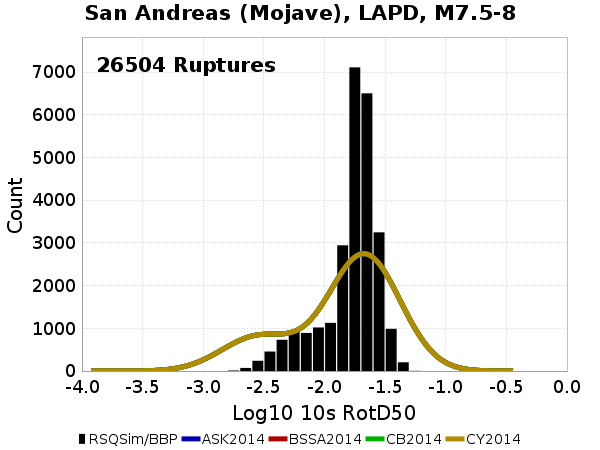 San Andreas (Mojave), LAPD, M7.5-8
26504 Ruptures
Count
7000
6000
5000
4000
3000
2000
1000
0
-4.0 -3.5 -3.0 -2.5 -2.0 -1.5 -1.0 -0.5 0.0
Log10 10s RotD50
RSQSim/BBP ASK2014 BSSA2014 CB2014 CY2014